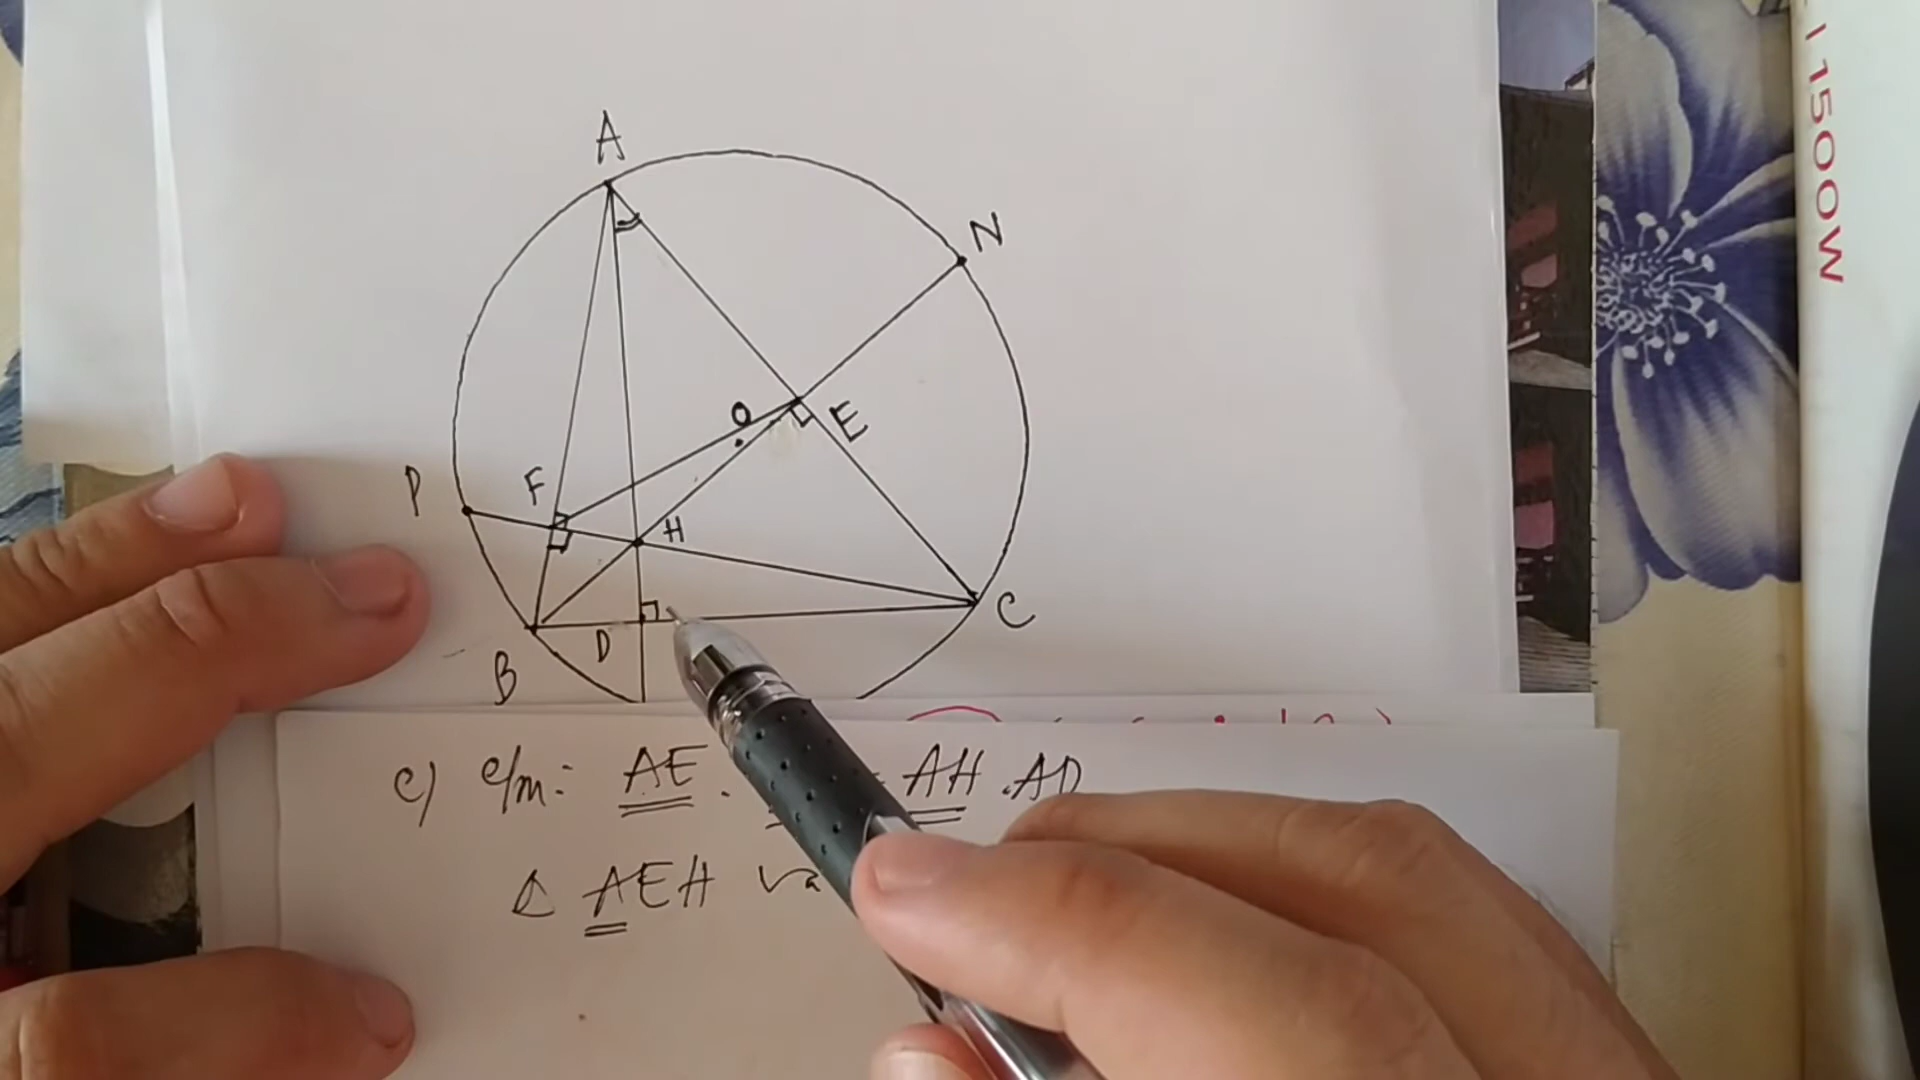 A
N
O
E
P
F
H
C
D
B
c) c/m: AE . = AH . AD
Δ AEH và
1500W